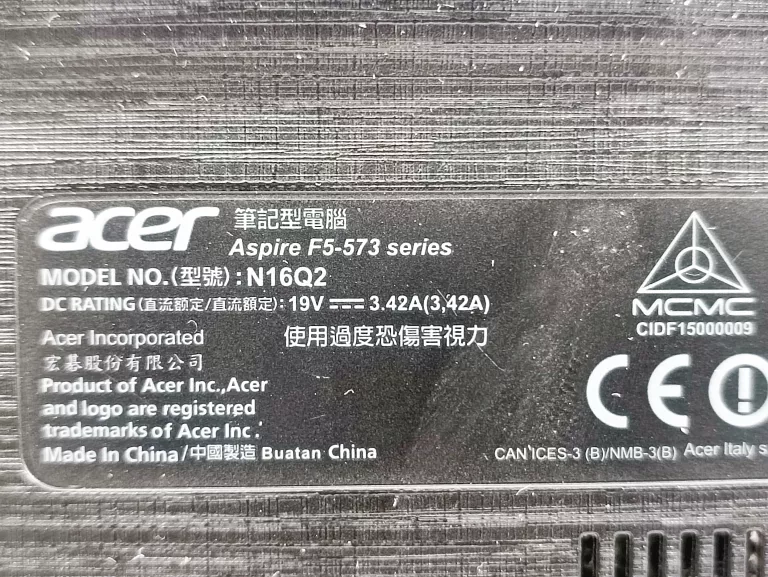 acer 筆記型電腦
Aspire F5-573 series
MODEL NO.(型號) : N16Q2
DC RATING (直流額定/直流额定) : 19V ⎓ 3.42A(3,42A)
Acer Incorporated 使用過度恐傷害視力
宏碁股份有限公司
Product of Acer Inc.,Acer
and logo are registered
trademarks of Acer Inc .
Made In China/中國製造 Buatan China
MCMC
CIDF15000009
CE
CAN ICES-3 (B)/NMB-3(B) Acer Italy